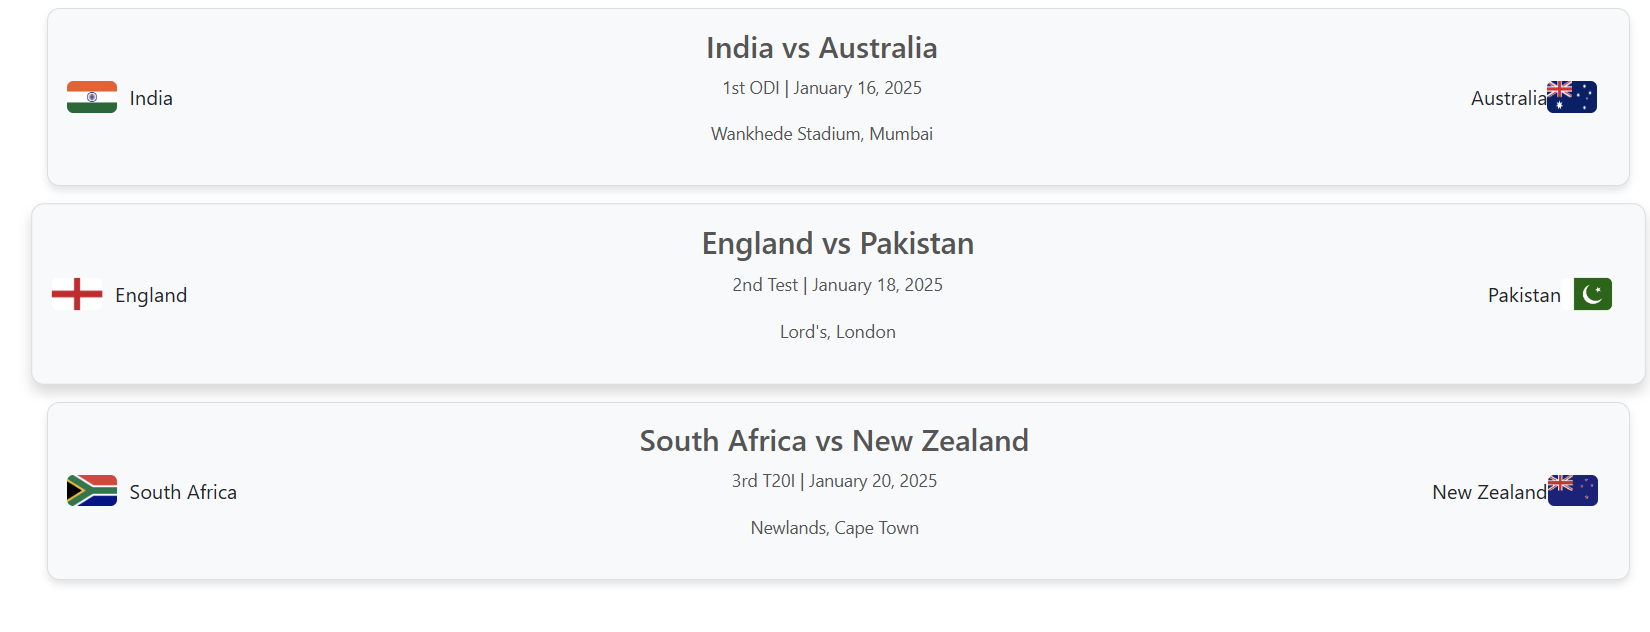 India vs Australia
1st ODI | January 16, 2025
India
Australia
Wankhede Stadium, Mumbai
England vs Pakistan
2nd Test | January 18, 2025
England
Pakistan
Lord's, London
South Africa vs New Zealand
3rd T20I | January 20, 2025
South Africa
New Zealand
Newlands, Cape Town